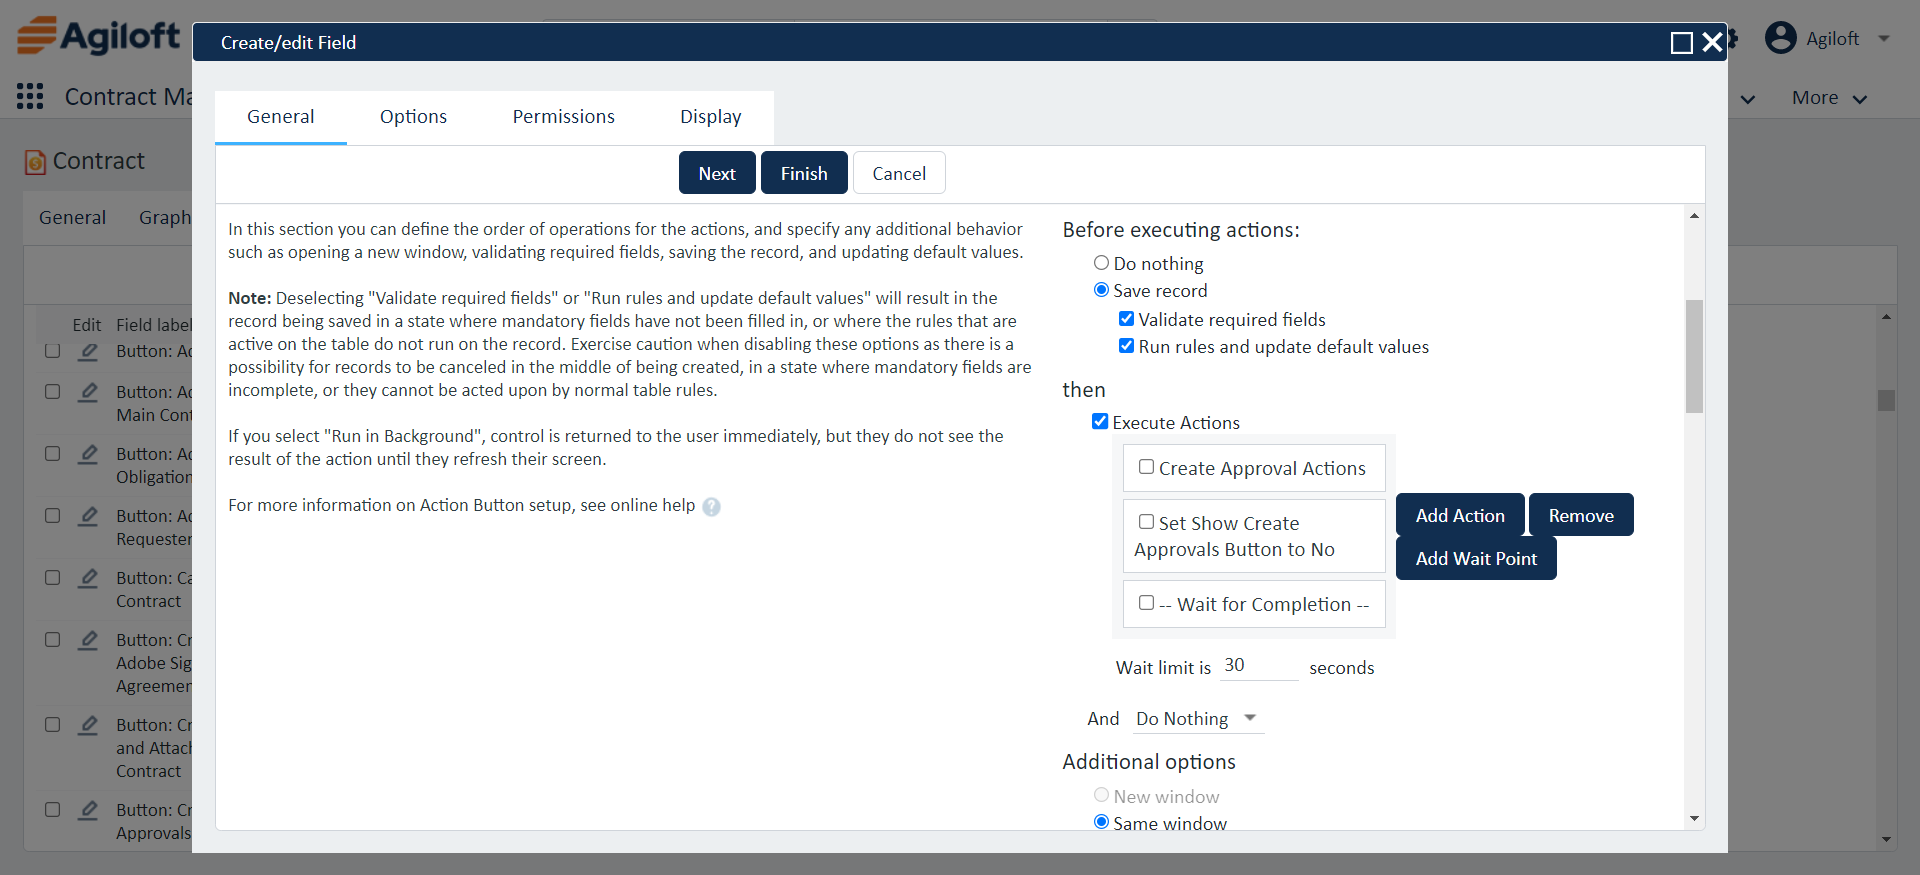 Agiloft
Agiloft
Contract Ma
More
Contract
General Graph
Edit Field label
Button: Ac
Button: Ac
Main Cont
Button: Ac
Obligation
Button: Ac
Requester
Button: Ca
Contract
Button: Cr
Adobe Sig
Agreemen
Button: Cr
and Attach
Contract
Button: Cr
Approvals
Create/edit Field
General Options Permissions Display
Next Finish Cancel
In this section you can define the order of operations for the actions, and specify any additional behavior
such as opening a new window, validating required fields, saving the record, and updating default values.
Note: Deselecting "Validate required fields" or "Run rules and update default values" will result in the
record being saved in a state where mandatory fields have not been filled in, or where the rules that are
active on the table do not run on the record. Exercise caution when disabling these options as there is a
possibility for records to be canceled in the middle of being created, in a state where mandatory fields are
incomplete, or they cannot be acted upon by normal table rules.
If you select "Run in Background", control is returned to the user immediately, but they do not see the
result of the action until they refresh their screen.
For more information on Action Button setup, see online help ?
Before executing actions:
Do nothing
Save record
Validate required fields
Run rules and update default values
then
Execute Actions
Create Approval Actions
Set Show Create
Approvals Button to No
-- Wait for Completion --
Add Action Remove
Add Wait Point
Wait limit is 30 seconds
And Do Nothing
Additional options
New window
Same window